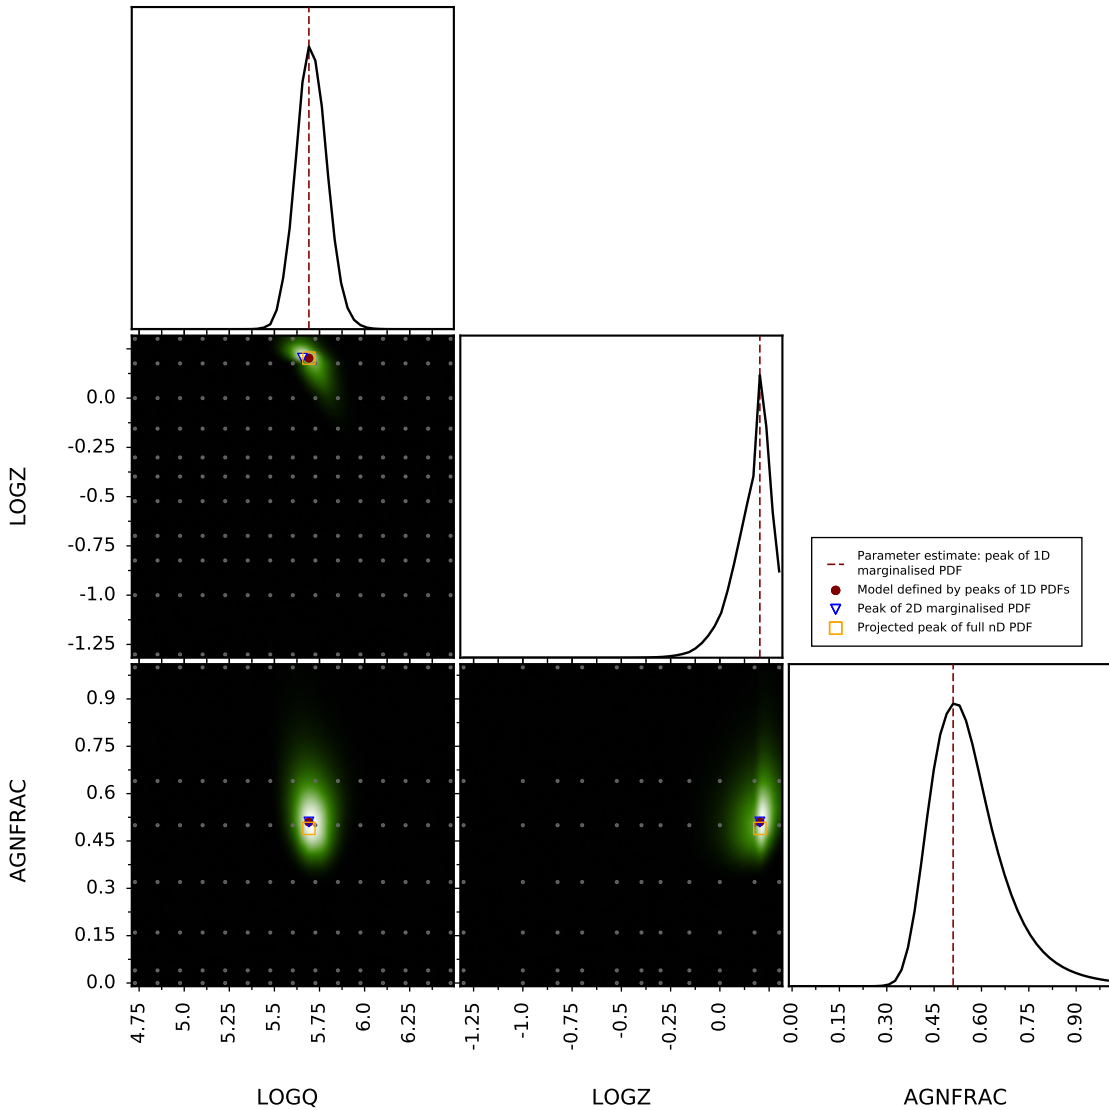 0.0
-0.25
-0.5
-0.75
-1.0
-1.25
LOGZ
Parameter estimate: peak of 1D
marginalised PDF
Model defined by peaks of 1D PDFs
Peak of 2D marginalised PDF
Projected peak of full nD PDF
0.9
0.75
0.6
0.45
0.3
0.15
0.0
AGNFRAC
4.75 5.0 5.25 5.5 5.75 6.0 6.25
-1.25 -1.0 -0.75 -0.5 -0.25 0.0
0.00 0.15 0.30 0.45 0.60 0.75 0.90
LOGQ LOGZ AGNFRAC